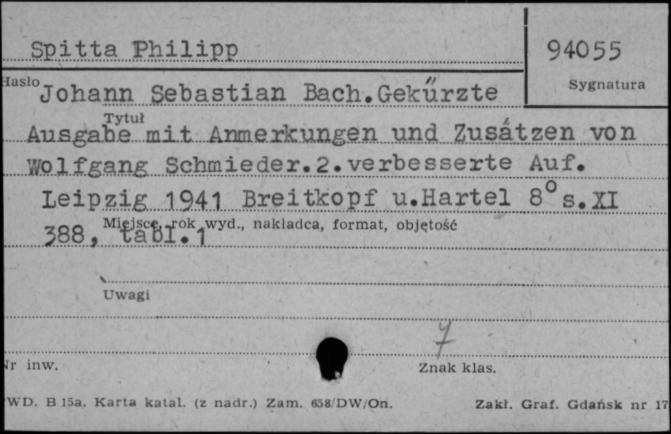 Spitta Philipp
94055
Hasło
Sygnatura
Johann Sebastian Bach.Gekűrzte
Tytuł
Ausgabe mit Anmerkungen und Zusátzen von
Wolfgang Schmieder.2.verbesserte Auf.
Leipzig 1941 Breitkopf u.Hartel 8° s.XI
Miejsce, rok wyd., nakładca, format, objętość
388, tabl.1
Uwagi
7
Nr inw.
Znak klas.
WD. B 15a. Karta katal. (z nadr.) Zam. 658/DW/On.
Zakł. Graf. Gdańsk nr 17